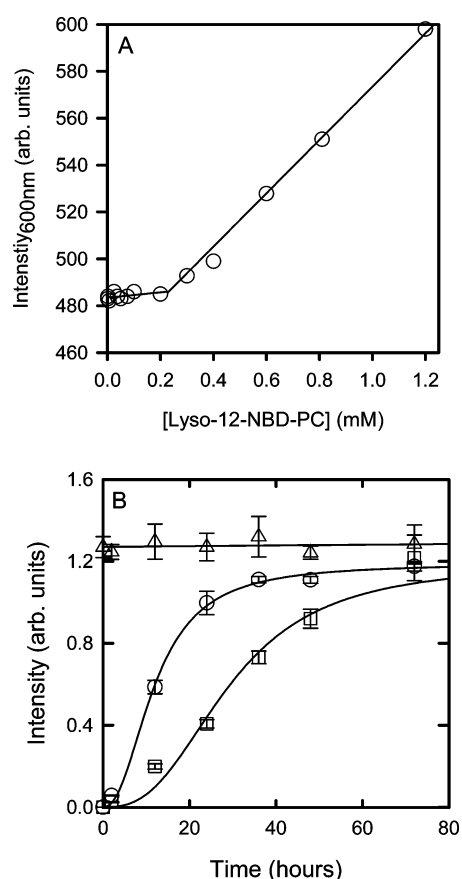 600
A
580
560
540
520
500
480
460
Intenstiy600nm (arb. units)
0.0 0.2 0.4 0.6 0.8 1.0 1.2
[Lyso-12-NBD-PC] (mM)
1.6
B
1.2
0.8
0.4
0.0
Intensity (arb. units)
0 20 40 60 80
Time (hours)